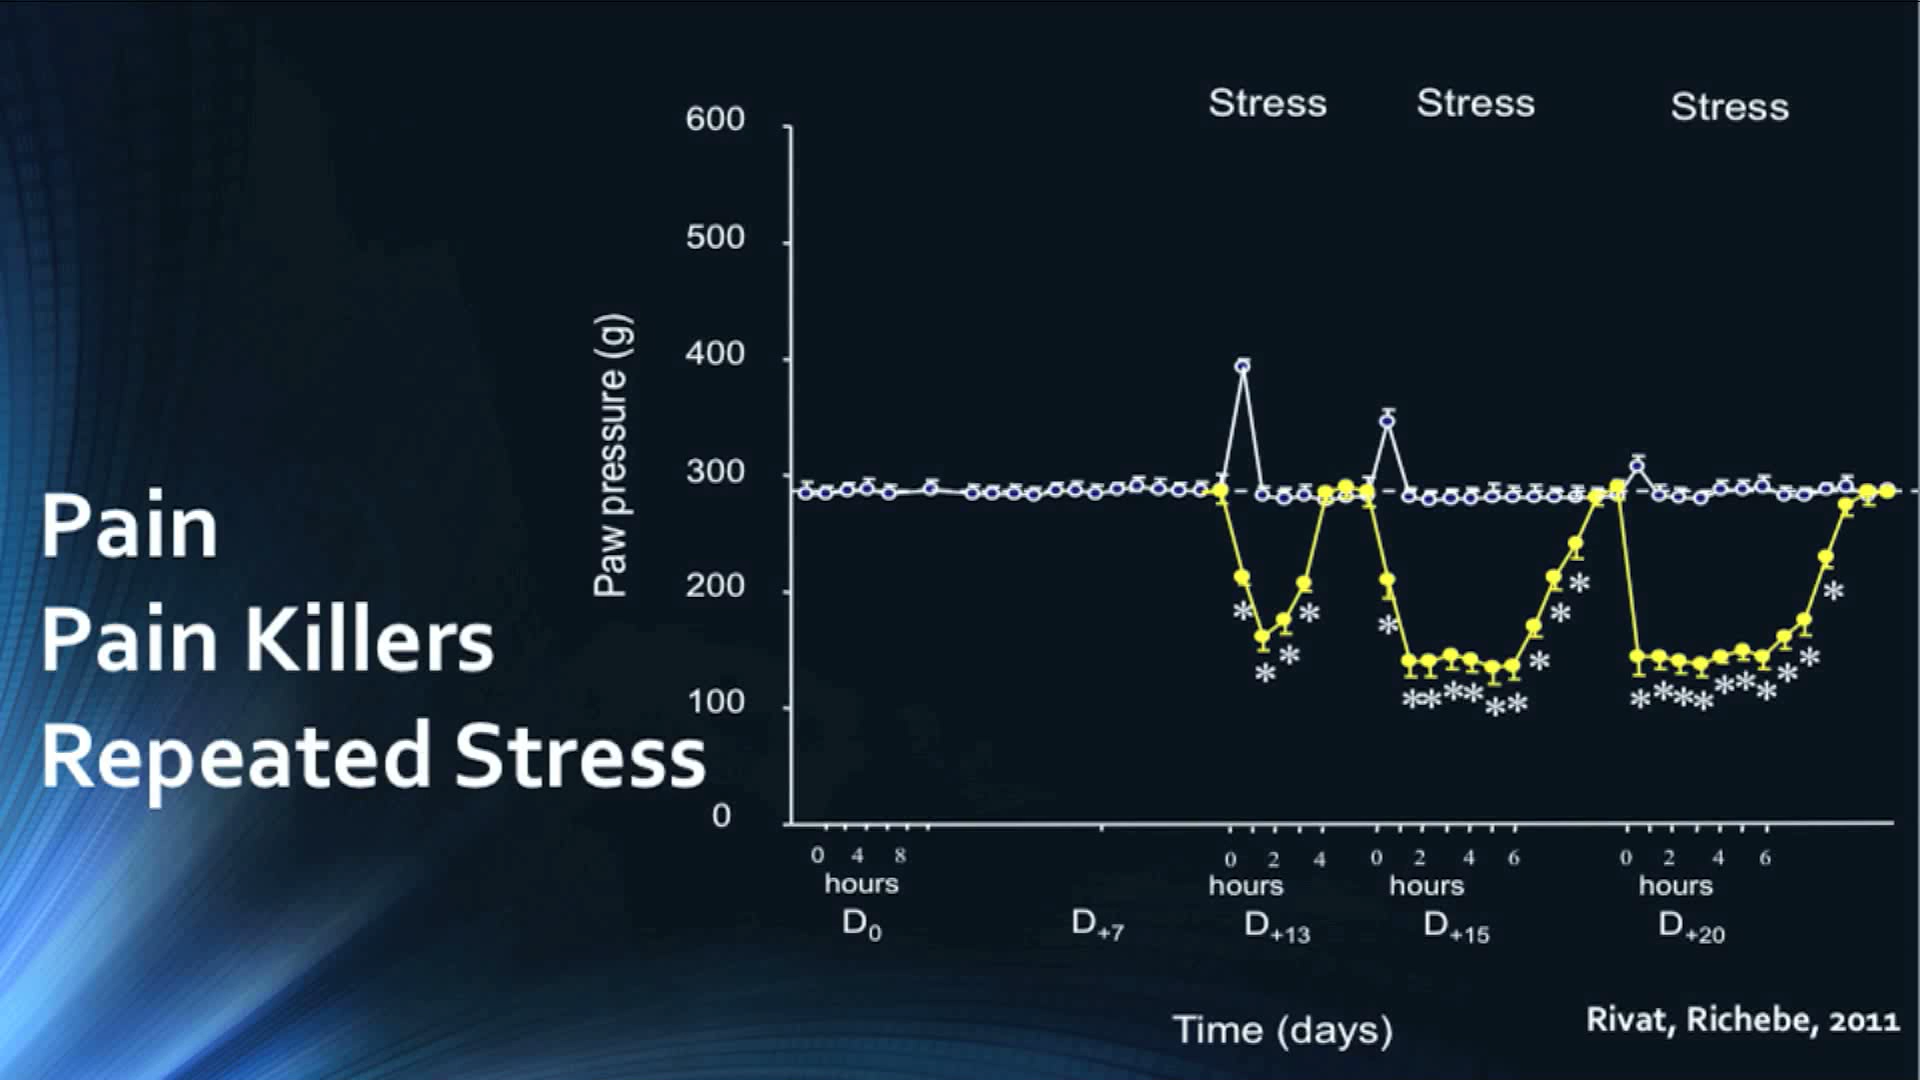 Stress Stress Stress
600
500
400
300
200
100
0
Paw pressure (g)
Pain
Pain Killers
Repeated Stress
* * * *
* * * * * * * * * *
* * * * * * * * * *
0 4 8 0 2 4 0 2 4 6 0 2 4 6
hours hours hours hours
D0 D+7 D+13 D+15 D+20
Time (days)
Rivat, Richebe, 2011